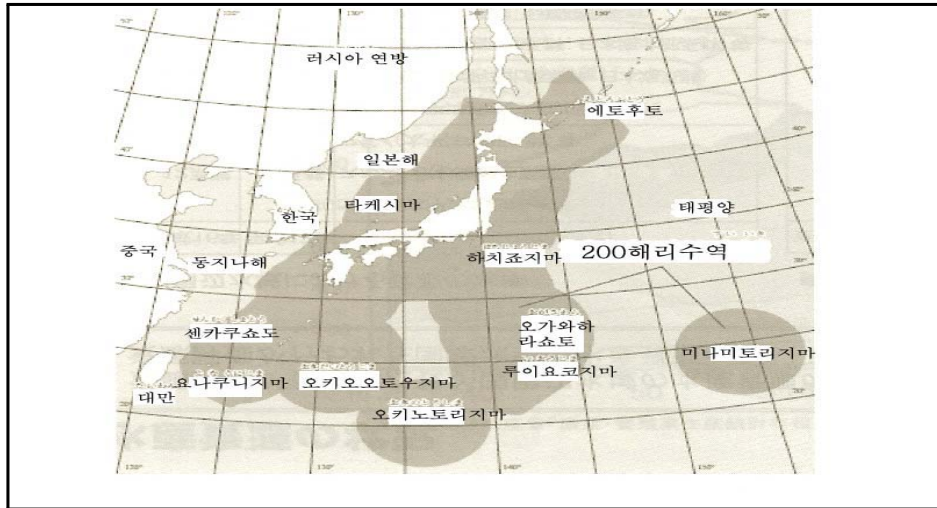 러시아 연방
에토후토
일본해
타케시마
태평양
한국
중국
동지나해
하치죠지마
200해리수역
센카쿠쇼도
오가와하
라쇼토
미나미토리지마
루이요코지마
요나쿠니지마
오키오오토우지마
대만
오키노토리지마
130°
140°
150°